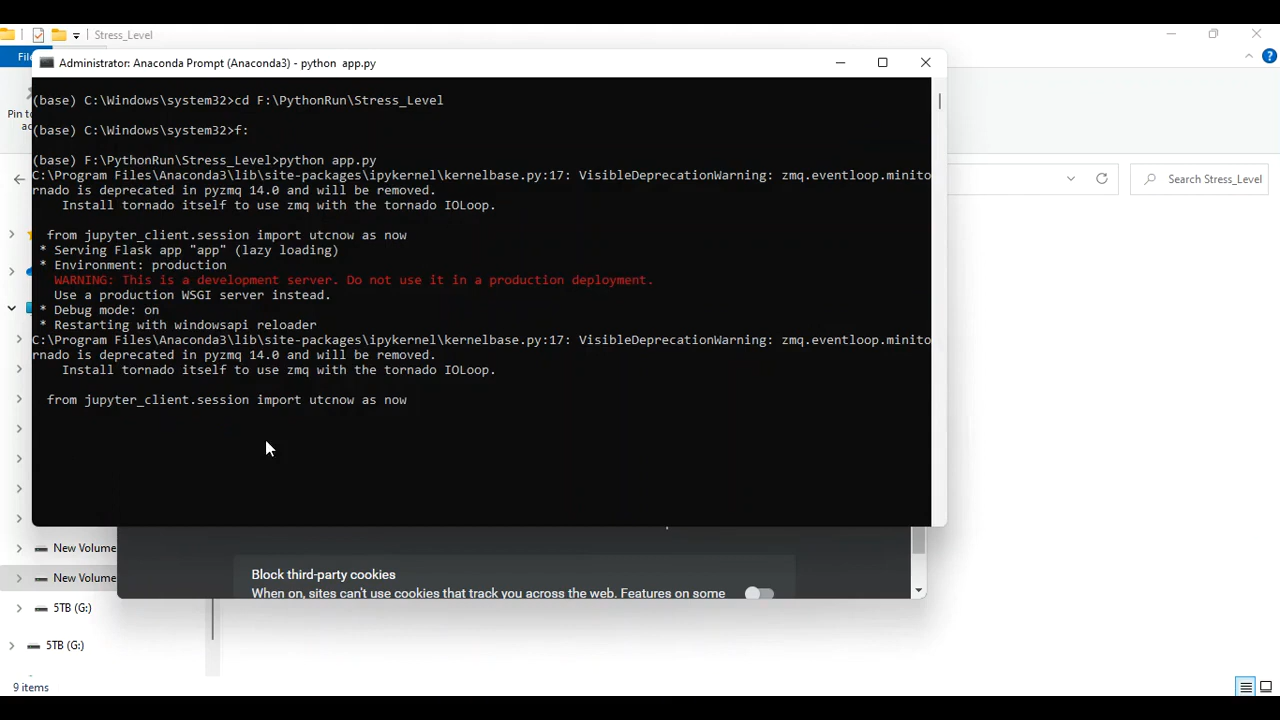 Stress_Level
File
Administrator: Anaconda Prompt (Anaconda3) - python  app.py
Pin to
(base) C:\Windows\system32>cd F:\PythonRun\Stress_Level
(base) C:\Windows\system32>f:
(base) F:\PythonRun\Stress_Level>python app.py
C:\Program Files\Anaconda3\lib\site-packages\ipykernel\kernelbase.py:17: VisibleDeprecationWarning: zmq.eventloop.minito
rnado is deprecated in pyzmq 14.0 and will be removed.
Install tornado itself to use zmq with the tornado IOLoop.
from jupyter_client.session import utcnow as now
* Serving Flask app "app" (lazy loading)
* Environment: production
WARNING: This is a development server. Do not use it in a production deployment.
Use a production WSGI server instead.
* Debug mode: on
* Restarting with windowsapi reloader
C:\Program Files\Anaconda3\lib\site-packages\ipykernel\kernelbase.py:17: VisibleDeprecationWarning: zmq.eventloop.minito
rnado is deprecated in pyzmq 14.0 and will be removed.
Install tornado itself to use zmq with the tornado IOLoop.
from jupyter_client.session import utcnow as now
Search Stress_Level
New Volume
New Volume
5TB (G:)
5TB (G:)
Block third-party cookies
When on, sites can't use cookies that track you across the web. Features on some
9 items